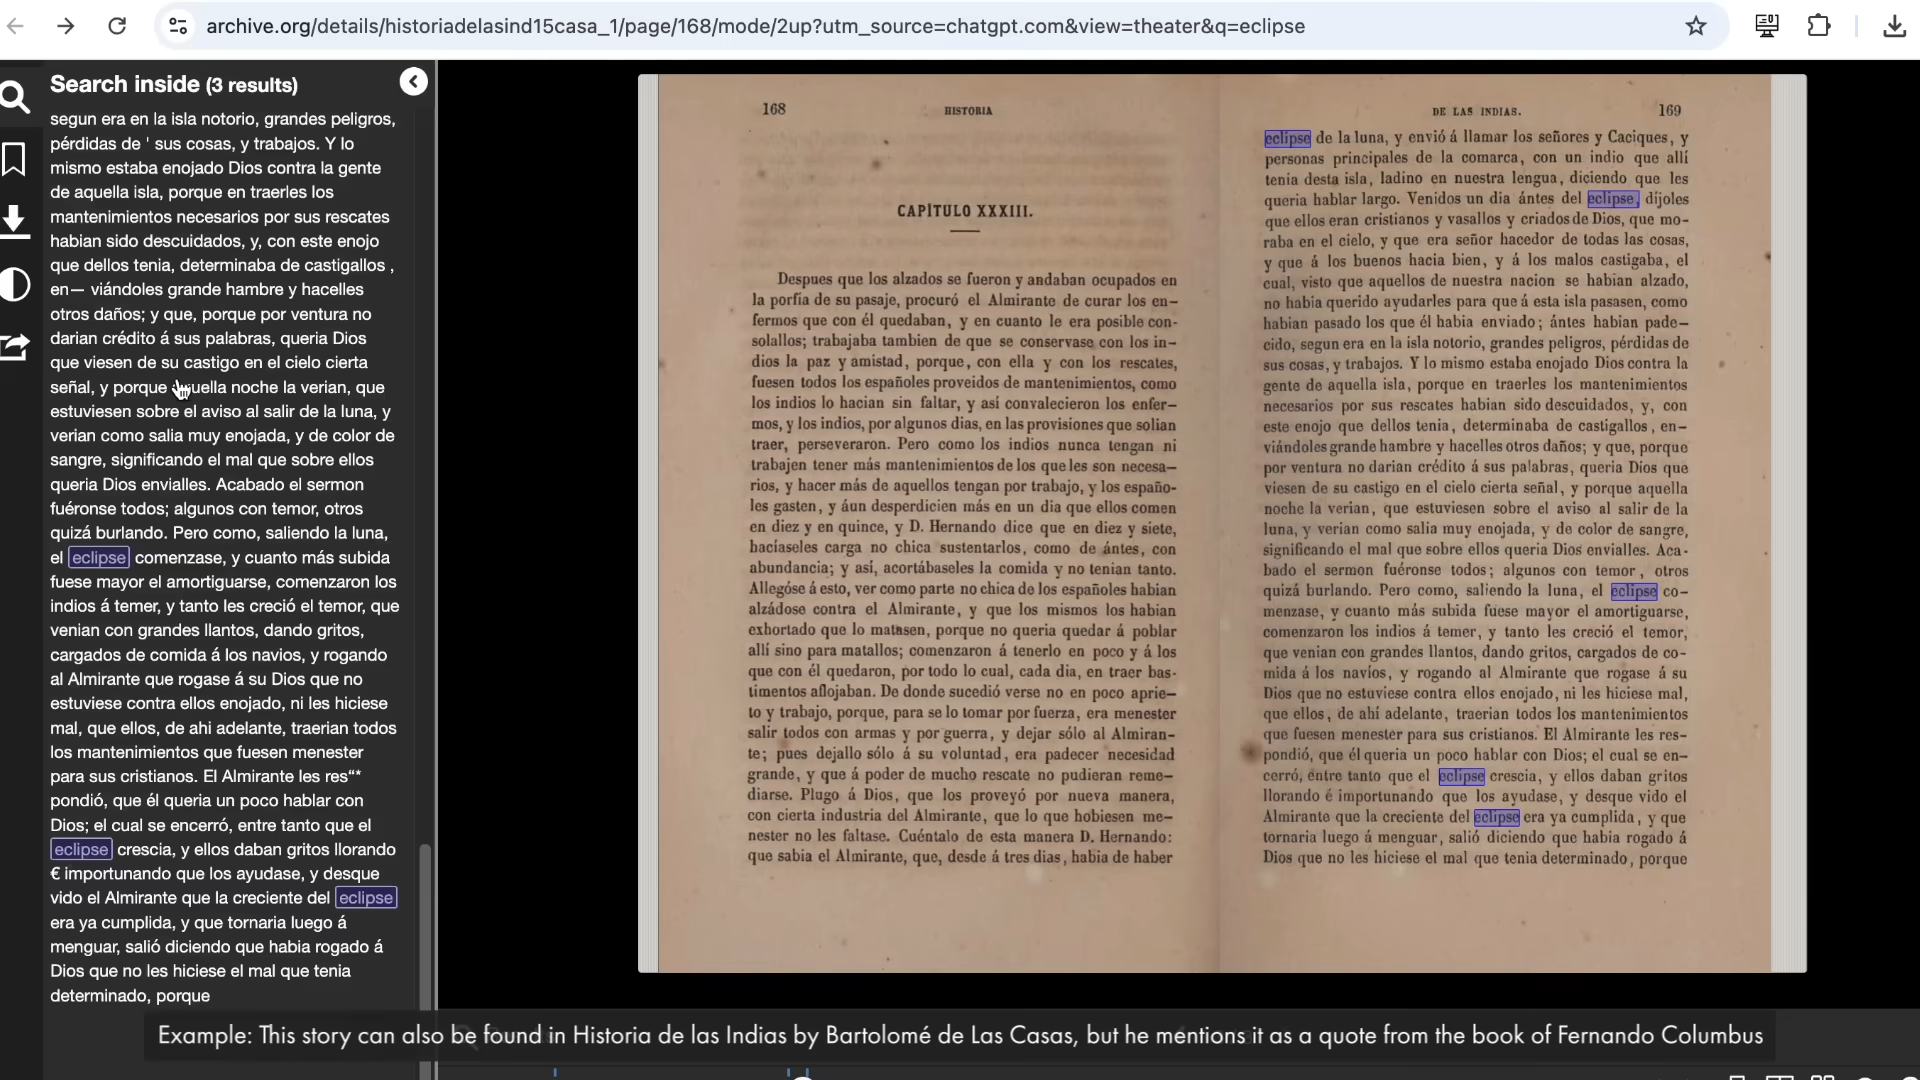 archive.org/details/historiadelasind15casa_1/page/168/mode/2up?utm_source=chatgpt.com&view=theater&q=eclipse
Search inside (3 results)
segun era en la isla notorio, grandes peligros,
pérdidas de ' sus cosas, y trabajos. Y lo
mismo estaba enojado Dios contra la gente
de aquella isla, porque en traerles los
mantenimientos necesarios por sus rescates
habian sido descuidados, y, con este enojo
que dellos tenia, determinaba de castigallos ,
en— viándoles grande hambre y hacelles
otros daños; y que, porque por ventura no
darian crédito á sus palabras, queria Dios
que viesen de su castigo en el cielo cierta
señal, y porque aquella noche la verian, que
estuviesen sobre el aviso al salir de la luna, y
verian como salia muy enojada, y de color de
sangre, significando el mal que sobre ellos
queria Dios envialles. Acabado el sermon
fuéronse todos; algunos con temor, otros
quizá burlando. Pero como, saliendo la luna,
el eclipse comenzase, y cuanto más subida
fuese mayor el amortiguarse, comenzaron los
indios á temer, y tanto les creció el temor, que
venian con grandes llantos, dando gritos,
cargados de comida á los navios, y rogando
al Almirante que rogase á su Dios que no
estuviese contra ellos enojado, ni les hiciese
mal, que ellos, de ahi adelante, traerian todos
los mantenimientos que fuesen menester
para sus cristianos. El Almirante les res“*
pondió, que él queria un poco hablar con
Dios; el cual se encerró, entre tanto que el
eclipse crescia, y ellos daban gritos llorando
€ importunando que los ayudase, y desque
vido el Almirante que la creciente del eclipse
era ya cumplida, y que tornaria luego á
menguar, salió diciendo que habia rogado á
Dios que no les hiciese el mal que tenia
determinado, porque
168 HISTORIA
CAPÍTULO XXXIII.
Despues que los alzados se fueron y andaban ocupados en
la porfía de su pasaje, procuró el Almirante de curar los en-
fermos que con él quedaban, y en cuanto le era posible con-
solallos; trabajaba tambien de que se conservase con los in-
dios la paz y amistad, porque, con ella y con los rescates,
fuesen todos los españoles proveidos de mantenimientos, como
los indios lo hacian sin faltar, y así convalecieron los enfer-
mos, y los indios, por algunos dias, en las provisiones que solian
traer, perseveraron. Pero como los indios nunca tengan ni
trabajen tener más mantenimientos de los que les son necesa-
rios, y hacer más de aquellos tengan por trabajo, y los españo-
les gasten, y áun desperdicien más en un dia que ellos comen
en diez y en quince, y D. Hernando dice que en diez y siete,
hacíaseles carga no chica sustentarlos, como de ántes, con
abundancia; y así, acortábaseles la comida y no tenian tanto.
Allegóse á esto, ver como parte no chica de los españoles habian
alzádose contra el Almirante, y que los mismos los habian
exhortado que lo matasen, porque no queria quedar á poblar
allí sino para matallos; comenzaron á tenerlo en poco y á los
que con él quedaron, por todo lo cual, cada dia, en traer bas-
timentos aflojaban. De donde sucedió verse no en poco aprie-
to y trabajo, porque, para se lo tomar por fuerza, era menester
salir todos con armas y por guerra, y dejar sólo al Almiran-
te; pues dejallo sólo á su voluntad, era padecer necesidad
grande, y que á poder de mucho rescate no pudieran reme-
diarse. Plugo á Dios, que los proveyó por nueva manera,
con cierta industria del Almirante, que lo que hobiesen me-
nester no les faltase. Cuéntalo de esta manera D. Hernando:
que sabia el Almirante, que, desde á tres dias, habia de haber
DE LAS INDIAS. 169
eclipse de la luna, y envió á llamar los señores y Caciques, y
personas principales de la comarca, con un indio que allí
tenia desta isla, ladino en nuestra lengua, diciendo que les
queria hablar largo. Venidos un dia ántes del eclipse, díjoles
que ellos eran cristianos y vasallos y criados de Dios, que mo-
raba en el cielo, y que era señor hacedor de todas las cosas,
y que á los buenos hacia bien, y á los malos castigaba, el
cual, visto que aquellos de nuestra nacion se habian alzado,
no habia querido ayudarles para que á esta isla pasasen, como
habian pasado los que él habia enviado; ántes habian pade-
cido, segun era en la isla notorio, grandes peligros, pérdidas de
sus cosas, y trabajos. Y lo mismo estaba enojado Dios contra la
gente de aquella isla, porque en traerles los mantenimientos
necesarios por sus rescates habian sido descuidados, y, con
este enojo que dellos tenia, determinaba de castigallos, en-
viándoles grande hambre y hacelles otros daños; y que, porque
por ventura no darian crédito á sus palabras, queria Dios que
viesen de su castigo en el cielo cierta señal, y porque aquella
noche la verian, que estuviesen sobre el aviso al salir de la
luna, y verian como salia muy enojada, y de color de sangre,
significando el mal que sobre ellos queria Dios envialles. Aca-
bado el sermon fuéronse todos; algunos con temor, otros
quizá burlando. Pero como, saliendo la luna, el eclipse co-
menzase, y cuanto más subida fuese mayor el amortiguarse,
comenzaron los indios á temer, y tanto les creció el temor,
que venian con grandes llantos, dando gritos, cargados de co-
mida á los navíos, y rogando al Almirante que rogase á su
Dios que no estuviese contra ellos enojado, ni les hiciese mal,
que ellos, de ahí adelante, traerian todos los mantenimientos
que fuesen menester para sus cristianos. El Almirante les res-
pondió, que él queria un poco hablar con Dios; el cual se en-
cerró, entre tanto que el eclipse crescia, y ellos daban gritos
llorando é importunando que los ayudase, y desque vido el
Almirante que la creciente del eclipse era ya cumplida, y que
tornaria luego á menguar, salió diciendo que habia rogado á
Dios que no les hiciese el mal que tenia determinado, porque
Example: This story can also be found in Historia de las Indias by Bartolomé de Las Casas, but he mentions it as a quote from the book of Fernando Columbus